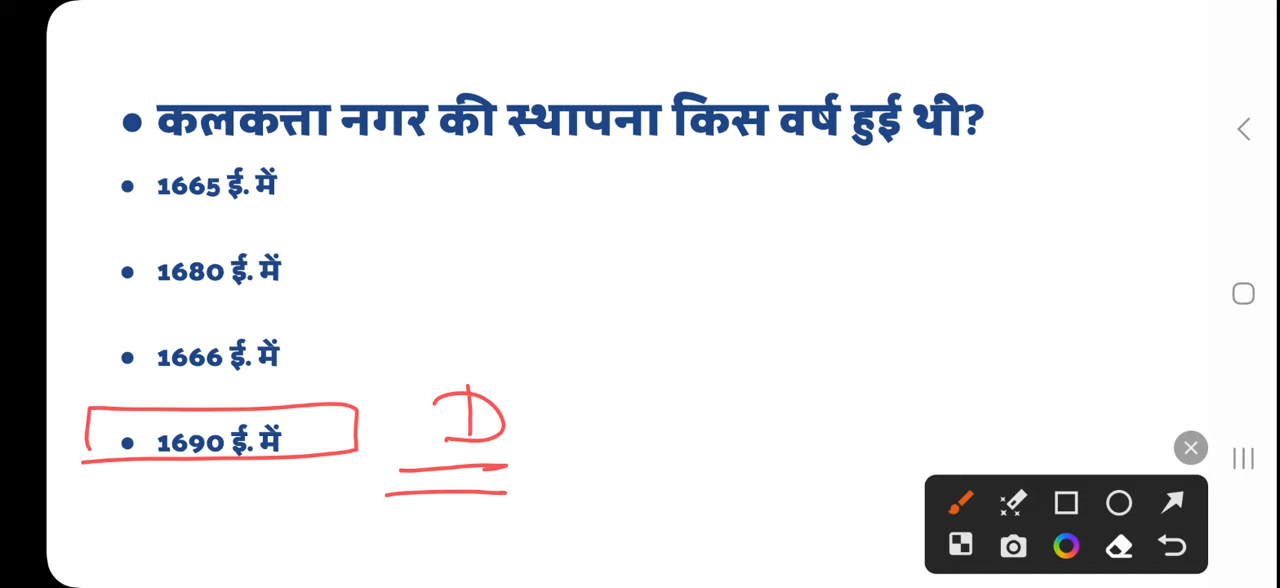 • कलकत्ता नगर की स्थापना किस वर्ष हुई थी?
• 1665 ई. में
• 1680 ई. में
• 1666 ई. में
• 1690 ई. में
D